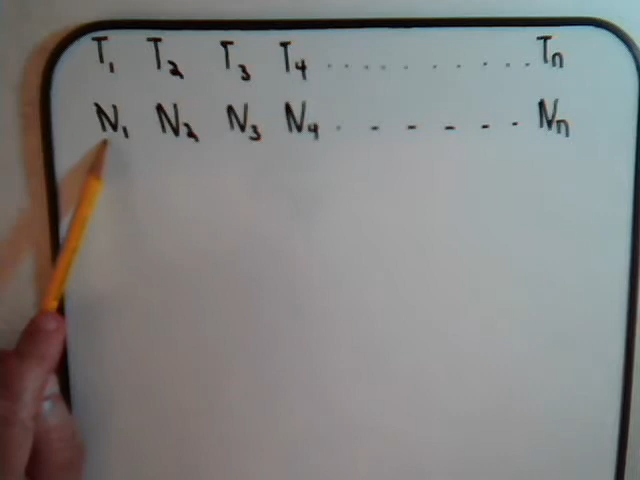 T₁ T₂ T₃ T₄ . . . . . . . . . . . Tₙ
N₁ N₂ N₃ N₄ . - - - - . Nₙ